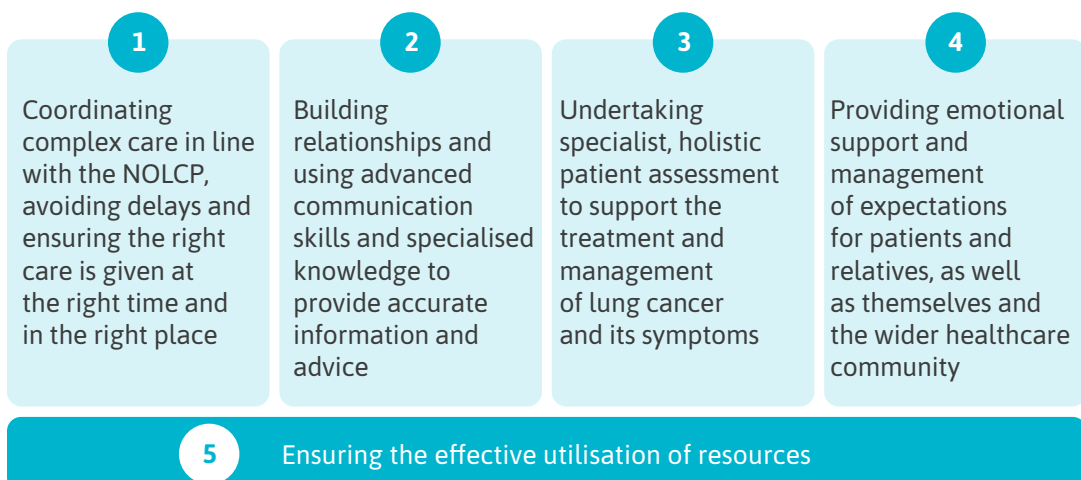 1
Coordinating
complex care in line
with the NOLCP,
avoiding delays and
ensuring the right
care is given at
the right time and
in the right place
2
Building
relationships and
using advanced
communication
skills and specialised
knowledge to
provide accurate
information and
advice
3
Undertaking
specialist, holistic
patient assessment
to support the
treatment and
management
of lung cancer
and its symptoms
4
Providing emotional
support and
management
of expectations
for patients and
relatives, as well
as themselves and
the wider healthcare
community
5 Ensuring the effective utilisation of resources